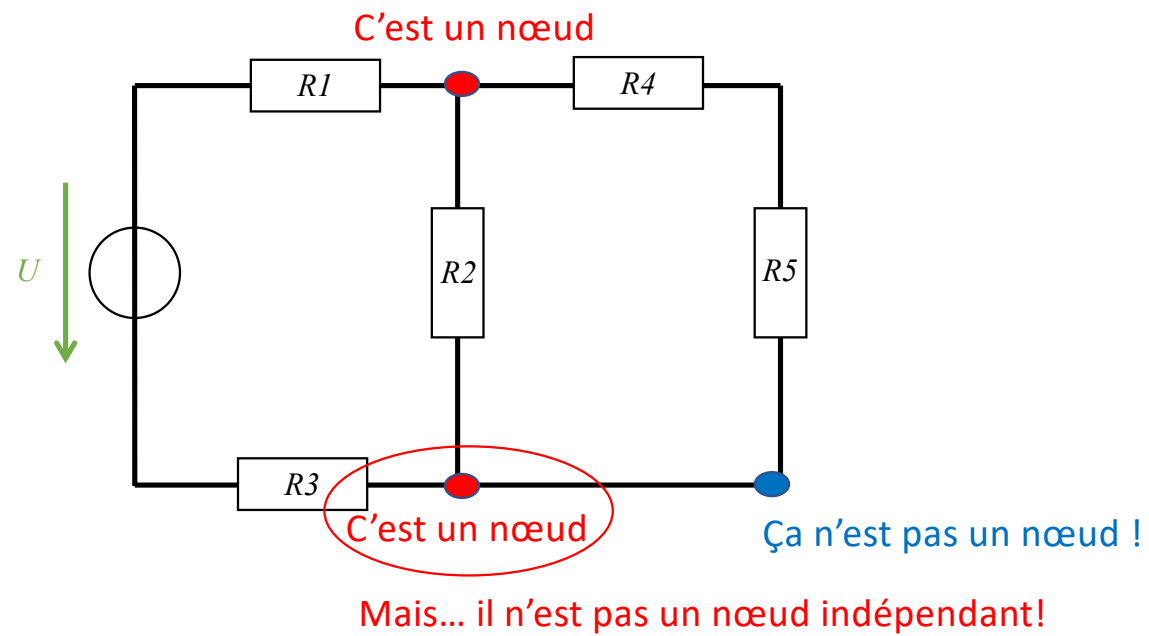 C'est un nœud
R1
R4
U
R2
R5
R3
C'est un nœud
Ça n'est pas un nœud !
Mais... il n'est pas un nœud indépendant!